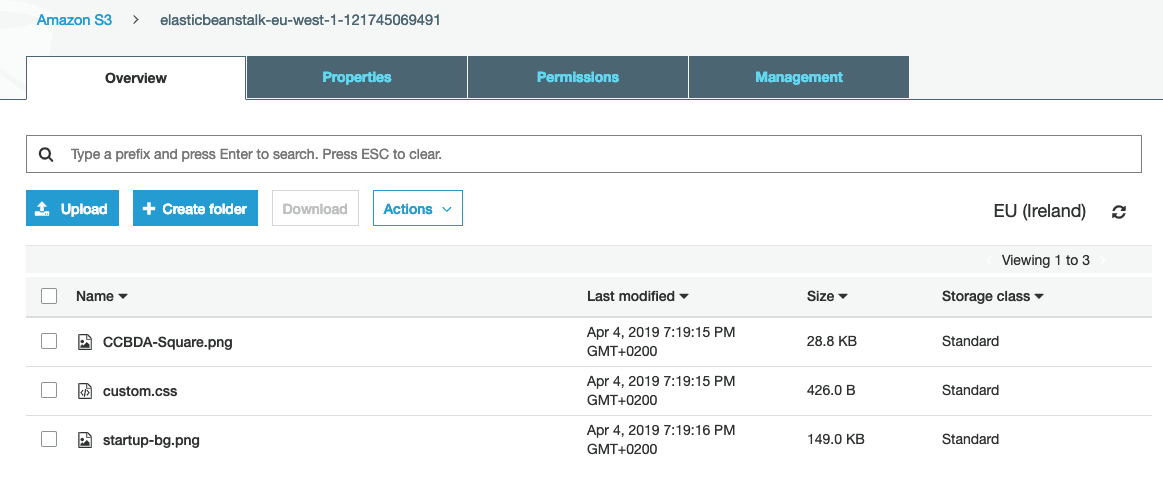 Amazon S3 > elasticbeanstalk-eu-west-1-121745069491
Overview Properties Permissions Management
Type a prefix and press Enter to search. Press ESC to clear.
Upload + Create folder Download Actions
EU (Ireland)
Viewing 1 to 3
Name Last modified Size Storage class
CCBDA-Square.png Apr 4, 2019 7:19:15 PM 28.8 KB Standard
GMT+0200
custom.css Apr 4, 2019 7:19:15 PM 426.0 B Standard
GMT+0200
startup-bg.png Apr 4, 2019 7:19:16 PM 149.0 KB Standard
GMT+0200